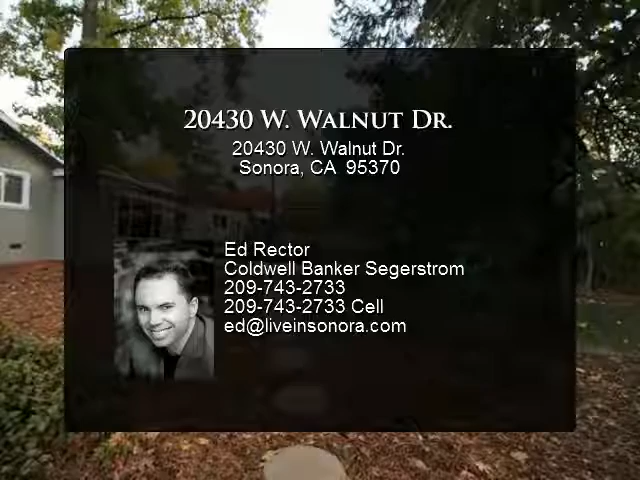 20430 W. Walnut Dr.
20430 W. Walnut Dr.
Sonora, CA  95370
Ed Rector
Coldwell Banker Segerstrom
209-743-2733
209-743-2733 Cell
ed@liveinsonora.com